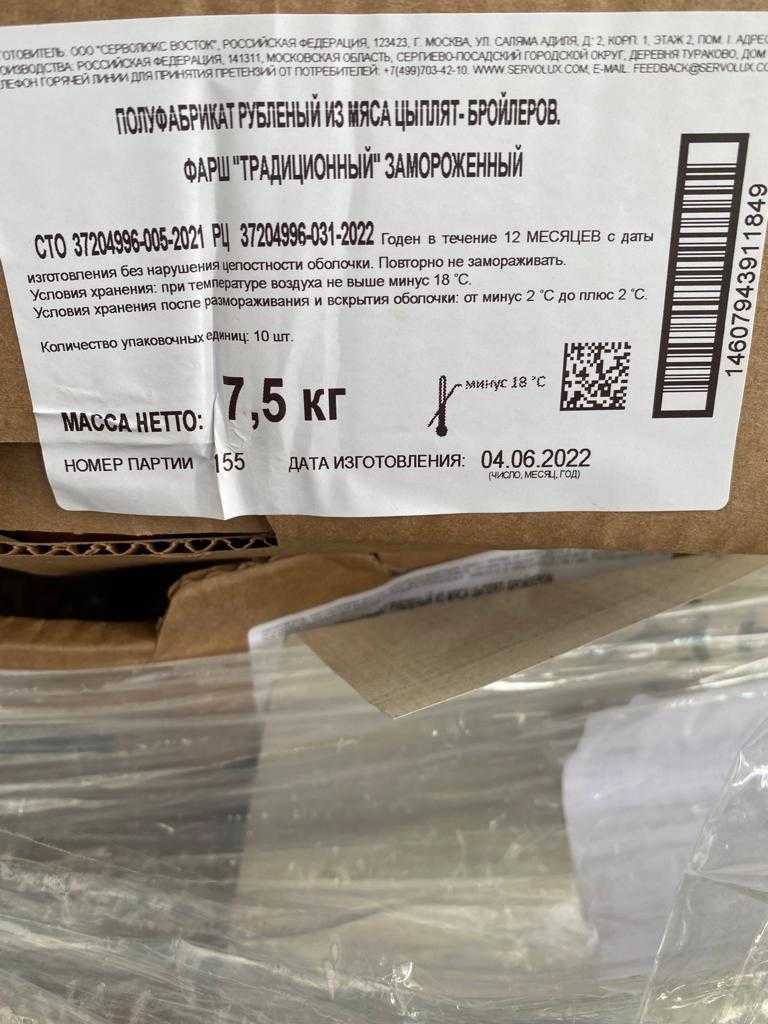 ГОТОВИТЕЛЬ: ООО "СЕРВОЛЮКС ВОСТОК", РОССИЙСКАЯ ФЕДЕРАЦИЯ, 123423, Г. МОСКВА, УЛ. САЛЯМА АДИЛЯ, Д: 2, КОРП. 1, ЭТАЖ 2, ПОМ. I. АДРЕС
ОИЗВОДСТВА: РОССИЙСКАЯ ФЕДЕРАЦИЯ, 141311, МОСКОВСКАЯ ОБЛАСТЬ, СЕРГИЕВО-ПОСАДСКИЙ ГОРОДСКОЙ ОКРУГ, ДЕРЕВНЯ ТУРАКОВО, ДОМ
ЛЕФОН ГОРЯЧЕЙ ЛИНИИ ДЛЯ ПРИНЯТИЯ ПРЕТЕНЗИЙ ОТ ПОТРЕБИТЕЛЕЙ: +7(499)703-42-10. WWW.SERVOLUX.COM, E-MAIL: FEEDBACK@SERVOLUX.CO
ПОЛУФАБРИКАТ РУБЛЕНЫЙ ИЗ МЯСА ЦЫПЛЯТ-БРОЙЛЕРОВ.
ФАРШ "ТРАДИЦИОННЫЙ" ЗАМОРОЖЕННЫЙ
СТО 37204996-005-2021 РЦ 37204996-031-2022 Годен в течение 12 МЕСЯЦЕВ с даты
изготовления без нарушения целостности оболочки. Повторно не замораживать.
Условия хранения: при температуре воздуха не выше минус 18 °С.
Условия хранения после размораживания и вскрытия оболочки: от минус 2 °С до плюс 2 °С.
Количество упаковочных единиц: 10 шт.
МАССА НЕТТО: 7,5 кг
минус 18 °С
НОМЕР ПАРТИИ 155 ДАТА ИЗГОТОВЛЕНИЯ: 04.06.2022
(ЧИСЛО, МЕСЯЦ, ГОД)
14607943911849
ИЗ МЯСА ЦЫПЛЯТ-БРОЙЛЕРОВ